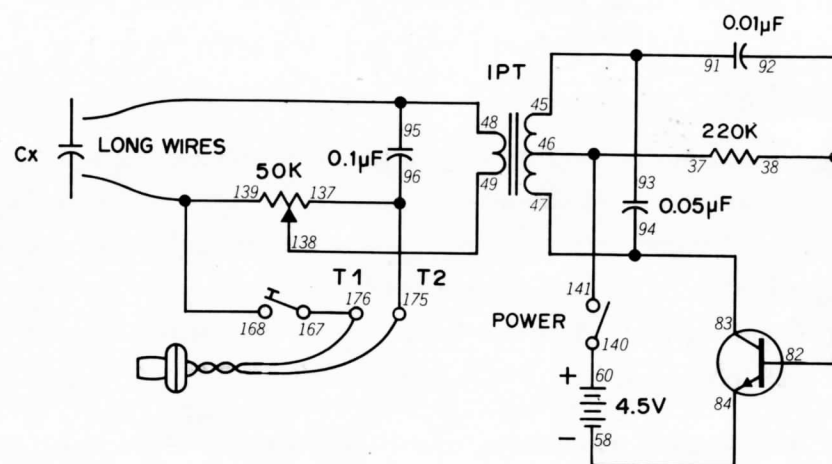 0.01µF
91 92
IPT
45
48
95
LONG WIRES
Cx
0.1µF
46
220K
37 38
96
49
50K
139 137
47
93
0.05µF
94
138
T1 T2
176 175
168 167
141
POWER
140
83
82
84
+
60
4.5V
−
58